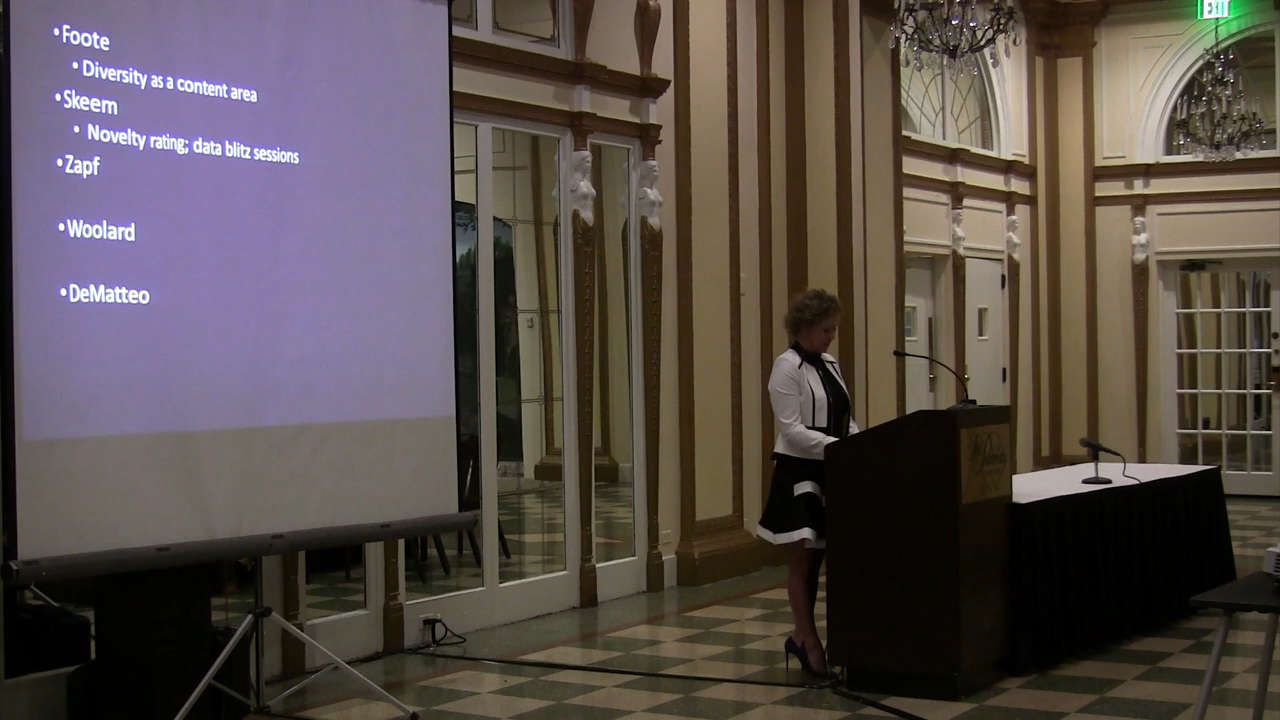 EXIT
•Foote
•Diversity as a content area
•Skeem
•Novelty rating; data blitz sessions
•Zapf
•Woolard
•DeMatteo